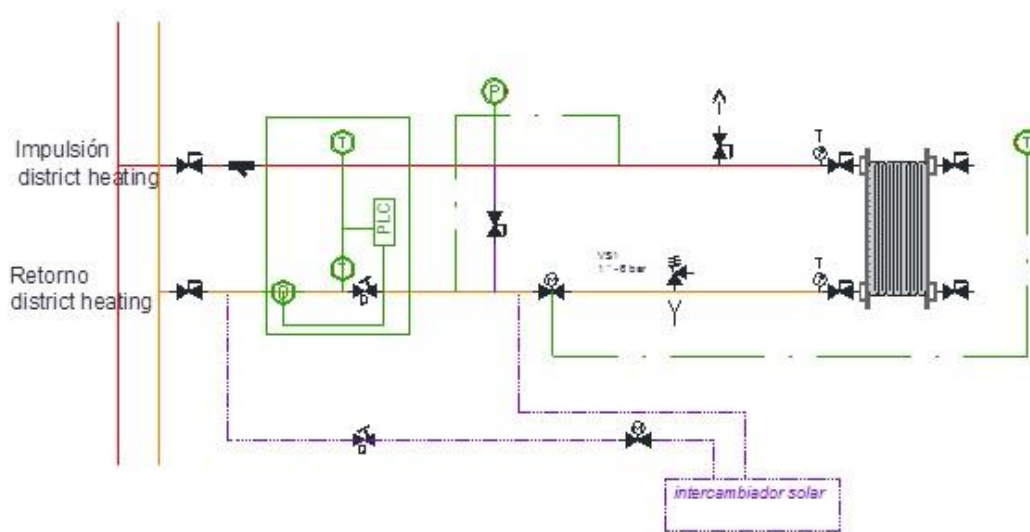 P
Impulsión
T
T
district heating
T
PLC
Retorno
T
VS1
T
district heating
M
M
intercambiador solar